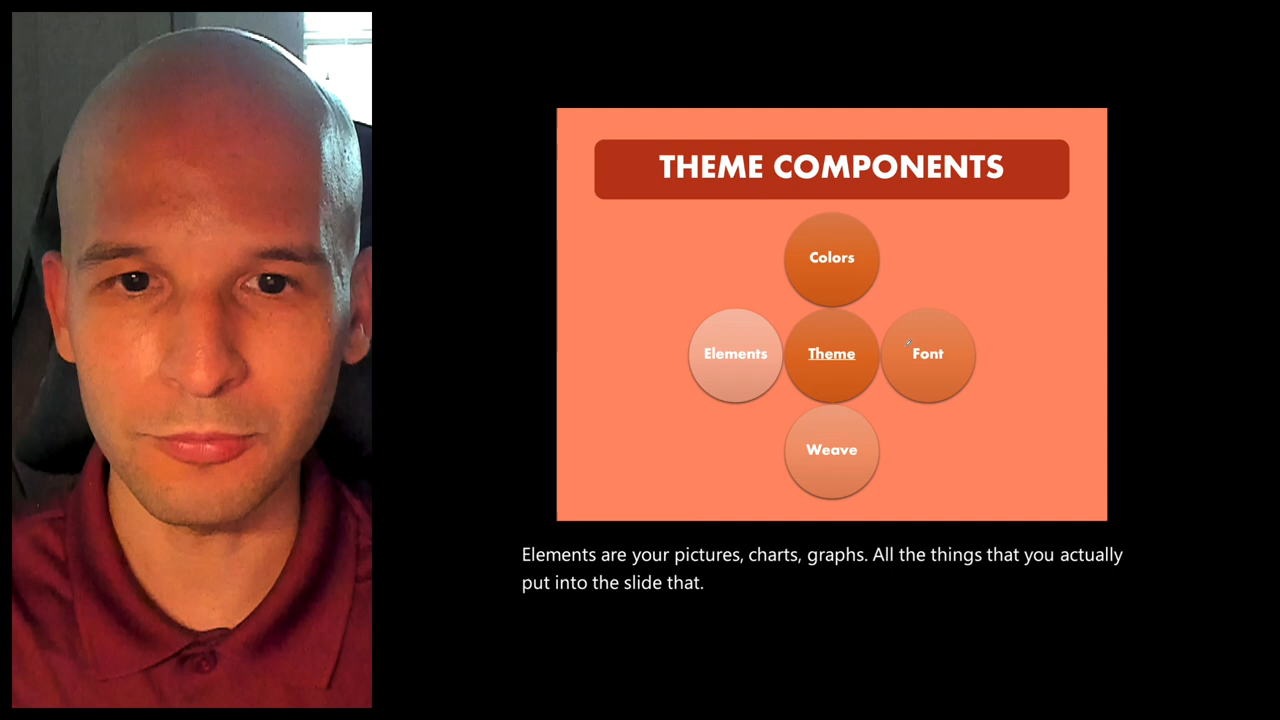 THEME COMPONENTS
Colors
Elements
Theme
Font
Weave
Elements are your pictures, charts, graphs. All the things that you actually
put into the slide that.